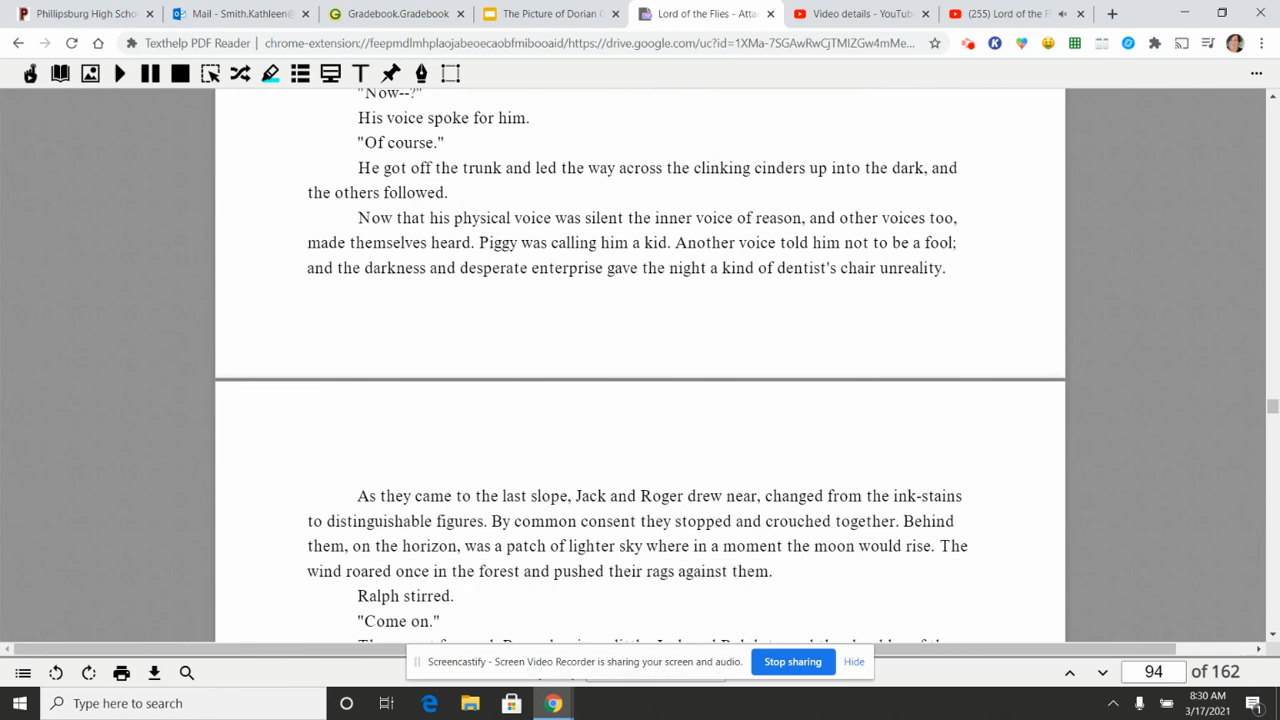 Phillipsburg High Scho
Mail - Smith.Kathleen@
Gradebook.Gradebook
The Picture of Dorian G
Lord of the Flies - Attac
Video details - YouTub
(255) Lord of the F
Texthelp PDF Reader | chrome-extension://feepmdlmhplaojabeoecaobfmibooaid/https://drive.google.com/uc?id=1XMa-7SGAwRwCjTMIZGw4mMe...
"Now--?"
His voice spoke for him.
"Of course."
He got off the trunk and led the way across the clinking cinders up into the dark, and
the others followed.
Now that his physical voice was silent the inner voice of reason, and other voices too,
made themselves heard. Piggy was calling him a kid. Another voice told him not to be a fool;
and the darkness and desperate enterprise gave the night a kind of dentist's chair unreality.
As they came to the last slope, Jack and Roger drew near, changed from the ink-stains
to distinguishable figures. By common consent they stopped and crouched together. Behind
them, on the horizon, was a patch of lighter sky where in a moment the moon would rise. The
wind roared once in the forest and pushed their rags against them.
Ralph stirred.
"Come on."
Screencastify - Screen Video Recorder is sharing your screen and audio.
Stop sharing
Hide
94 of 162
Type here to search
8:30 AM
3/17/2021